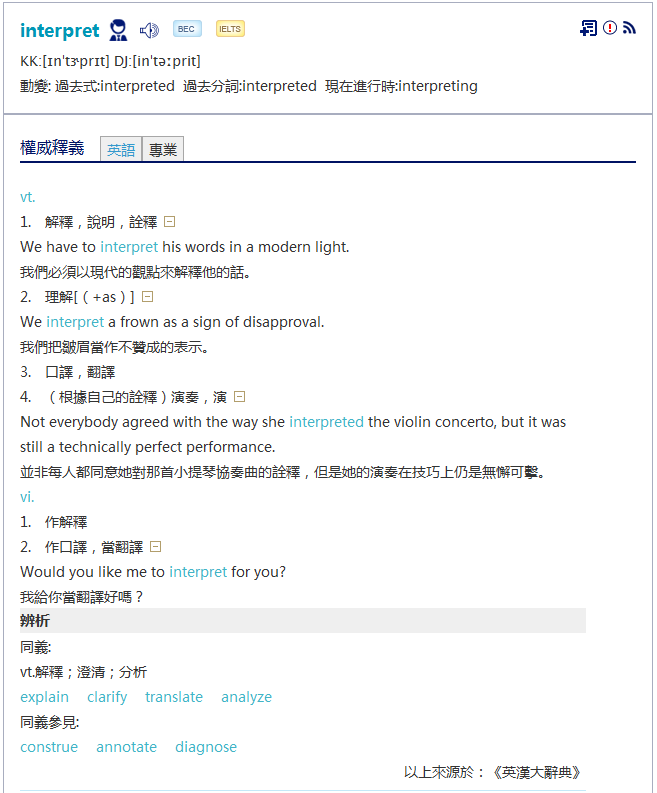 interpret BEC IELTS
KK:[ɪnˈtɝprɪt] DJ:[inˈtəːprit]
動變: 過去式:interpreted 過去分詞:interpreted 現在進行時:interpreting
權威釋義 英語 專業
vt.
1. 解釋，說明，詮釋
We have to interpret his words in a modern light.
我們必須以現代的觀點來解釋他的話。
2. 理解[（+as）]
We interpret a frown as a sign of disapproval.
我們把皺眉當作不贊成的表示。
3. 口譯，翻譯
4. （根據自己的詮釋）演奏，演
Not everybody agreed with the way she interpreted the violin concerto, but it was
still a technically perfect performance.
並非每人都同意她對那首小提琴協奏曲的詮釋，但是她的演奏在技巧上仍是無懈可擊。
vi.
1. 作解釋
2. 作口譯，當翻譯
Would you like me to interpret for you?
我給你當翻譯好嗎？
辨析
同義:
vt.解釋；澄清；分析
explain clarify translate analyze
同義參見:
construe annotate diagnose
以上來源於：《英漢大辭典》